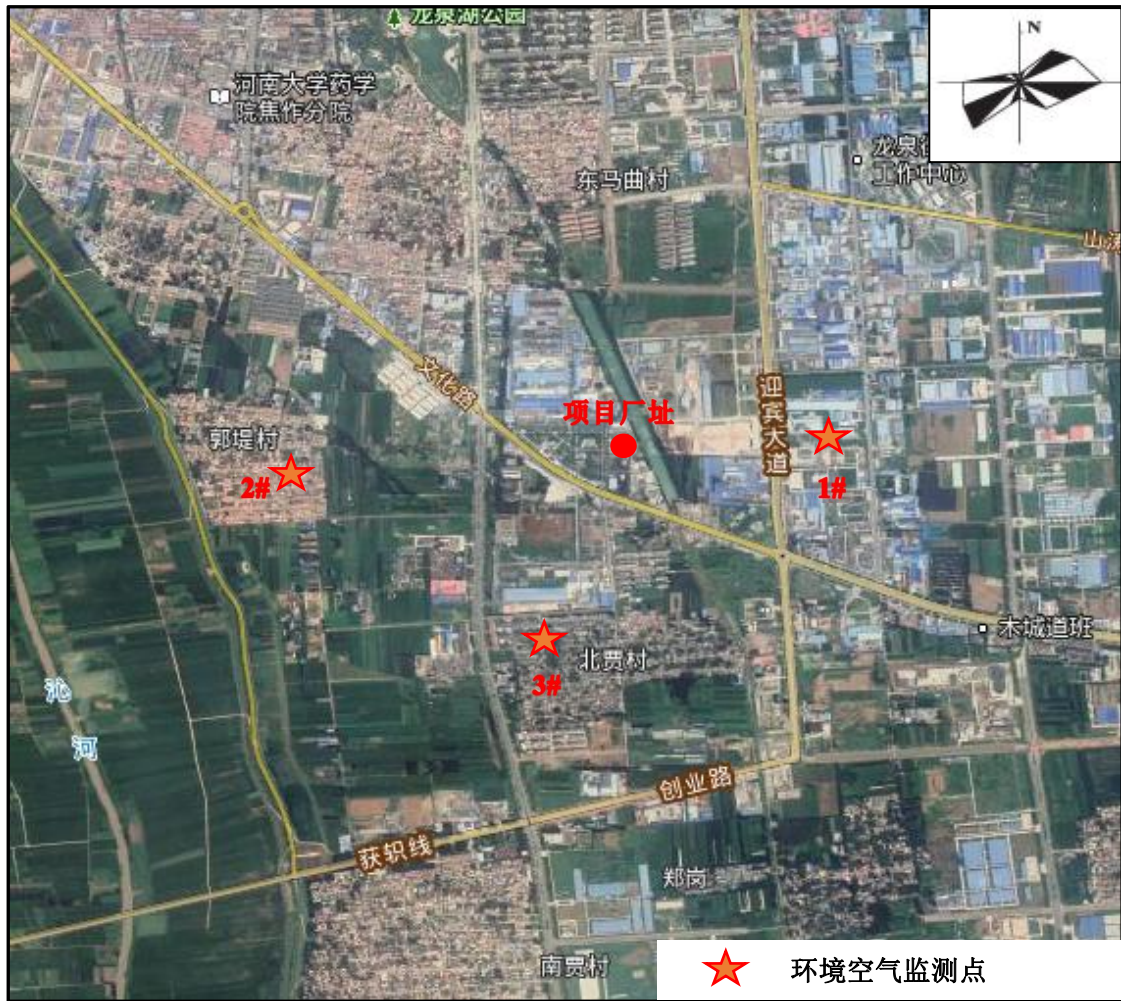 龙泉湖公园
N
河南大学药学
院焦作分院
龙泉街
工作中心
东马曲村
山涛
文化路
迎宾大道
项目厂址
郭堤村
2#
1#
木城道班
北贾村
3#
沁河
创业路
获轵线
郑岗
南贾村
环境空气监测点